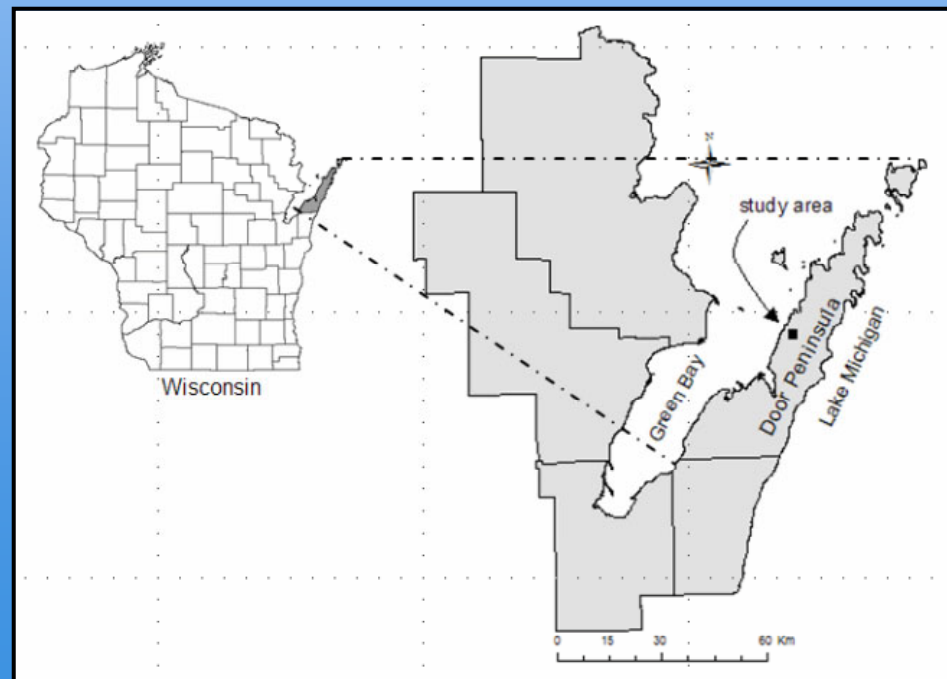 N
study area
Green Bay
Door Peninsula
Lake Michigan
Wisconsin
0 15 30 60 Km